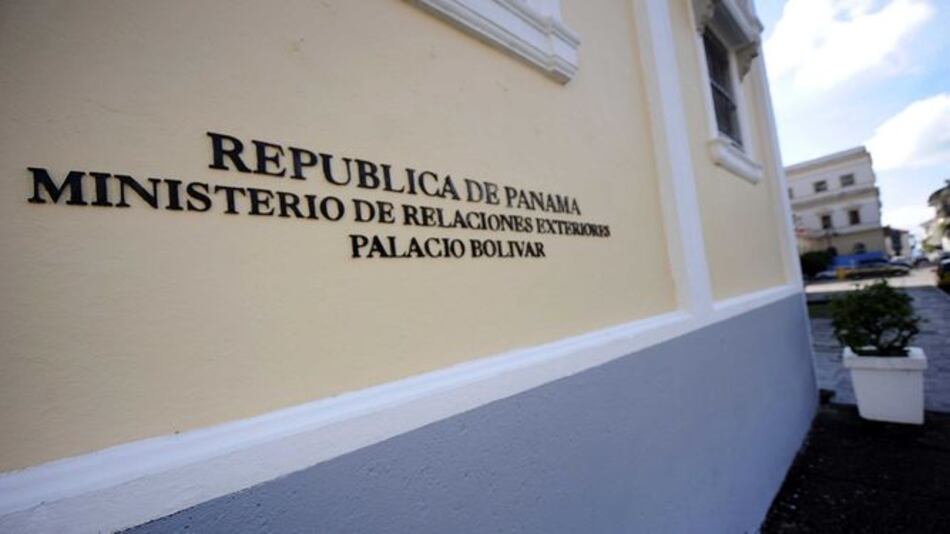 REPUBLICA DE PANAMA
MINISTERIO DE RELACIONES EXTERIORES
PALACIO BOLIVAR